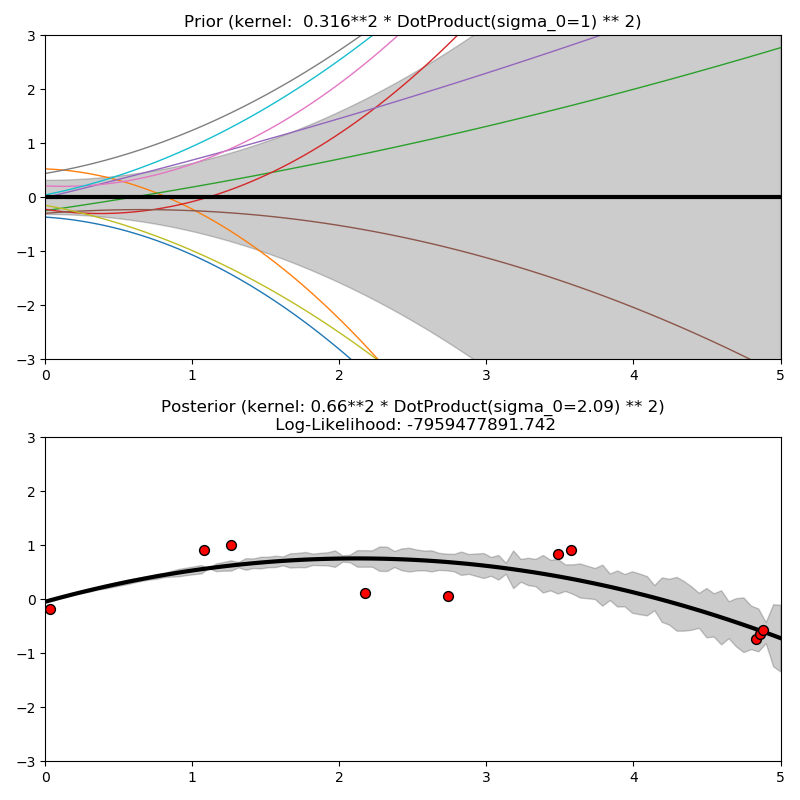 Prior (kernel:  0.316**2 * DotProduct(sigma_0=1) ** 2)
3
2
1
0
−1
−2
−3
0 1 2 3 4 5
Posterior (kernel: 0.66**2 * DotProduct(sigma_0=2.09) ** 2)
Log-Likelihood: -7959477891.742
3
2
1
0
−1
−2
−3
0 1 2 3 4 5